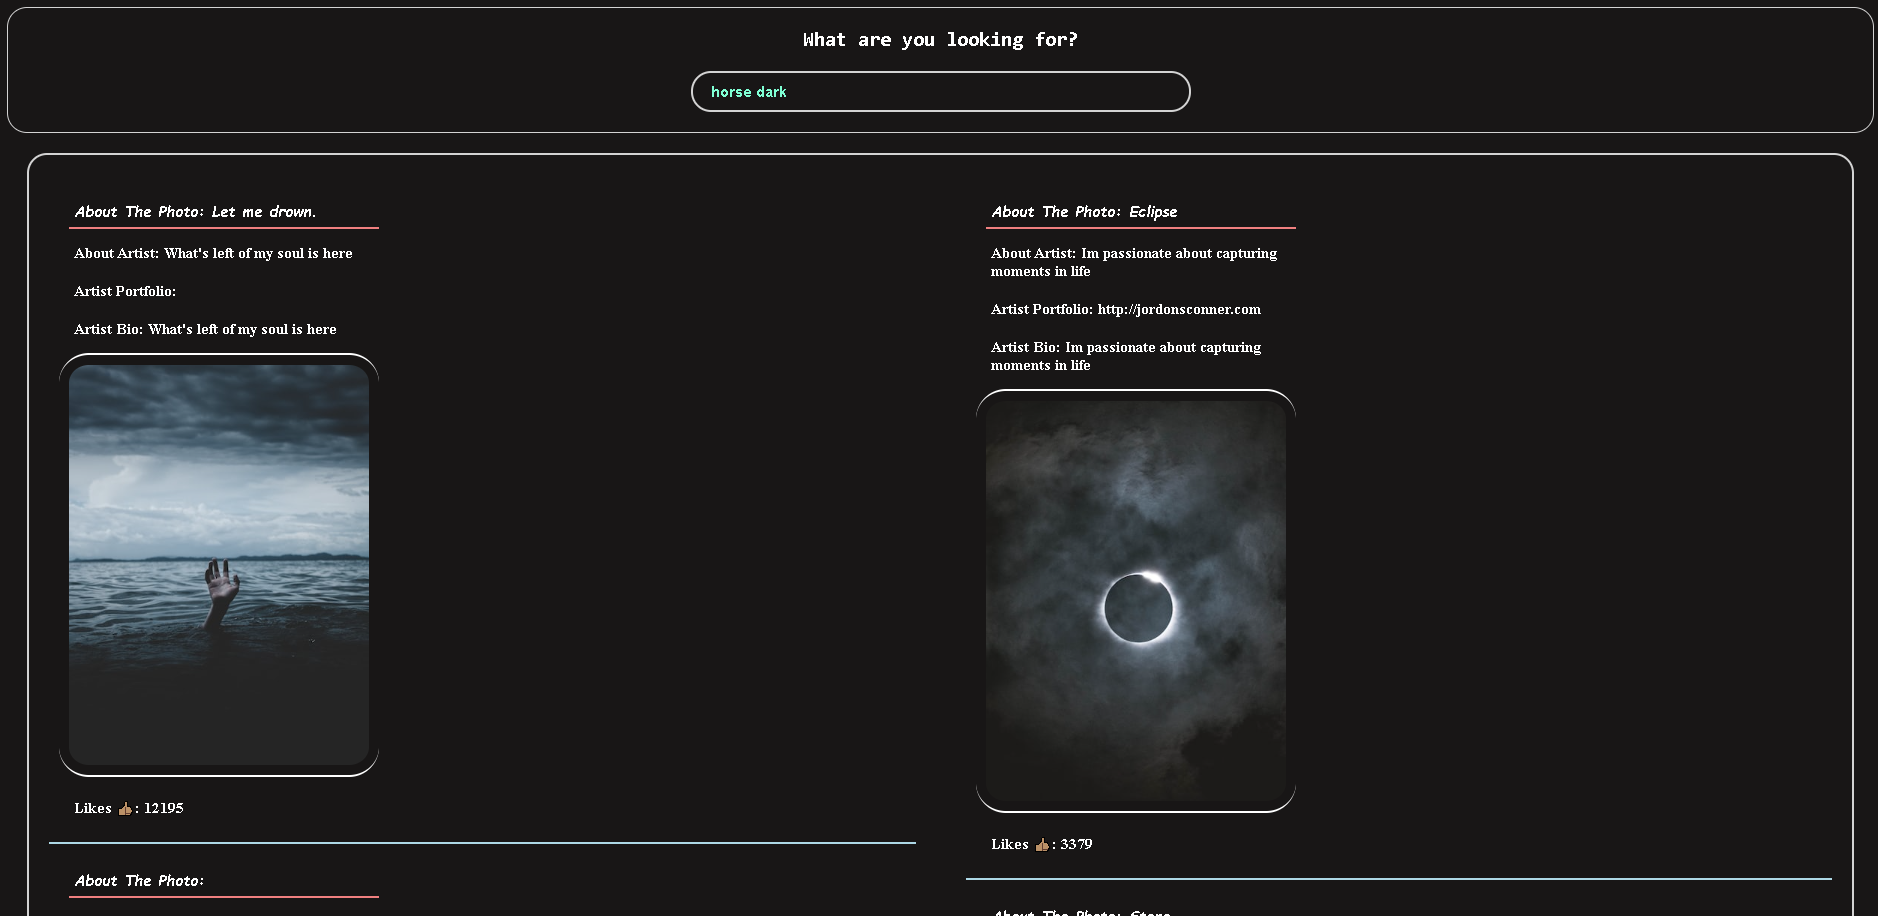 What are you looking for?
horse dark
About The Photo: Let me drown.
About Artist: What's left of my soul is here
Artist Portfolio:
Artist Bio: What's left of my soul is here
Likes 👍🏽: 12195
About The Photo:
About The Photo: Eclipse
About Artist: Im passionate about capturing
moments in life
Artist Portfolio: http://jordonsconner.com
Artist Bio: Im passionate about capturing
moments in life
Likes 👍🏽: 3379
About The Photo: